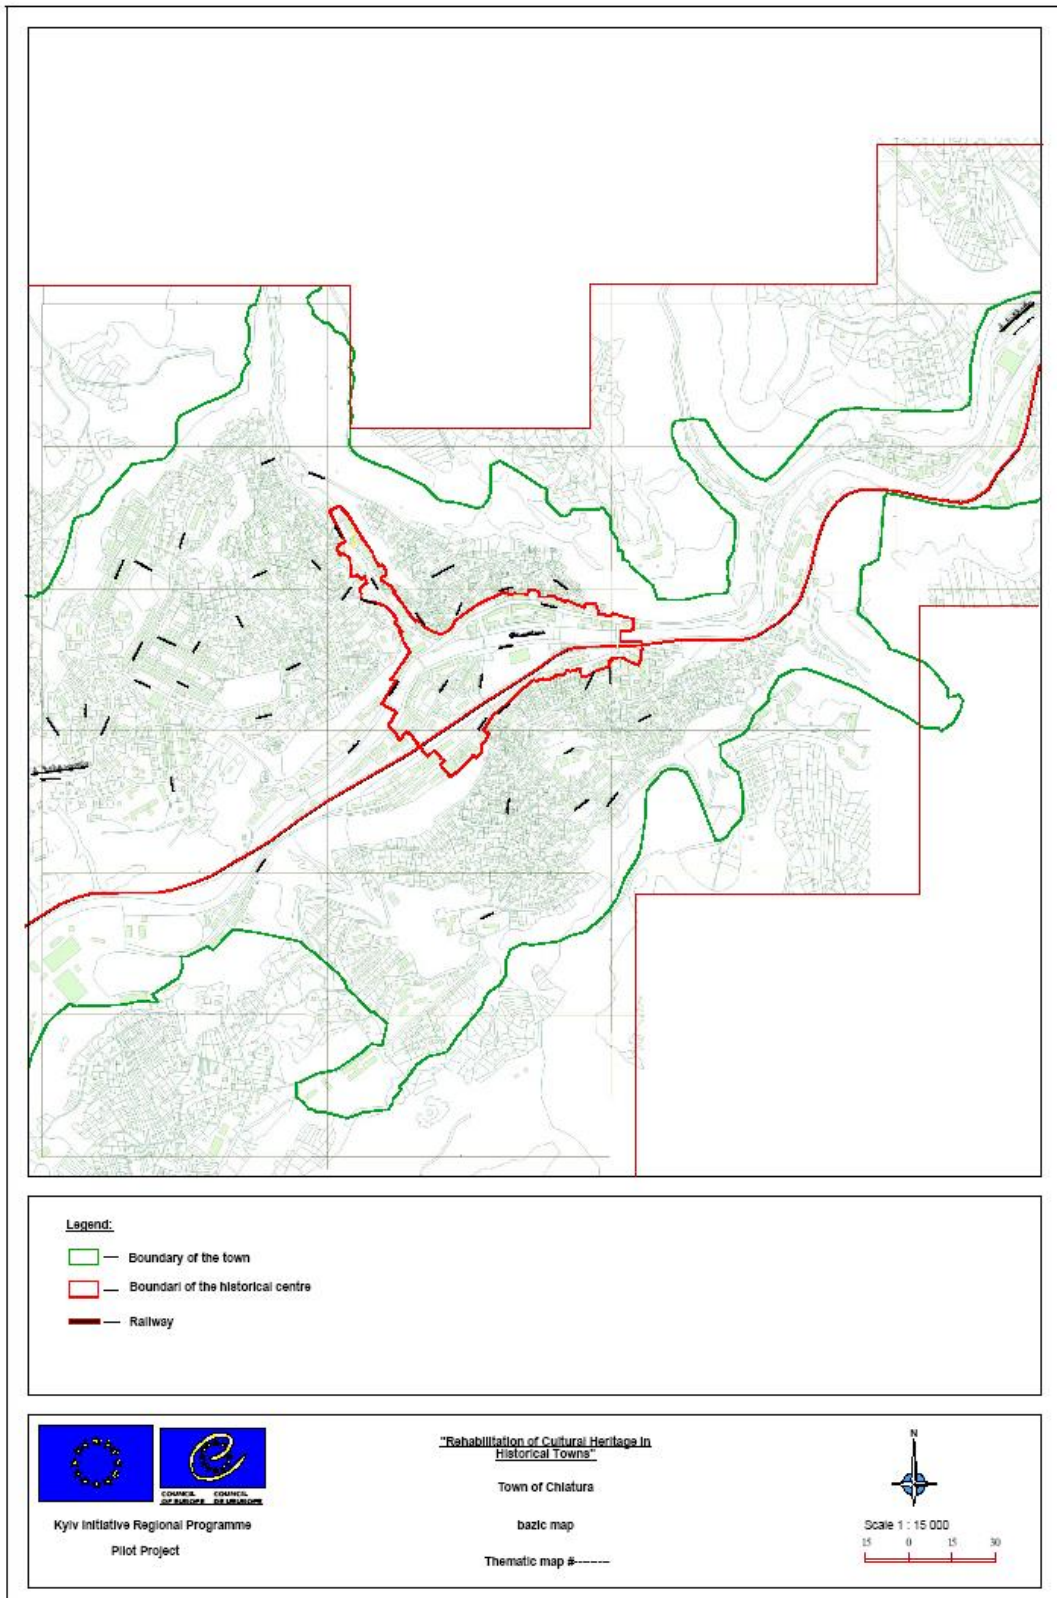 Legend:
Boundary of the town
Boundari of the historical centre
Railway
COUNCIL OF EUROPE
CONSEIL DE L'EUROPE
Kyiv Initiative Regional Programme
Pilot Project
"Rehabilitation of Cultural Heritage in
Historical Towns"
Town of Chiatura
bazic map
Thematic map #--------
N
Scale 1 : 15 000
15 0 15 30